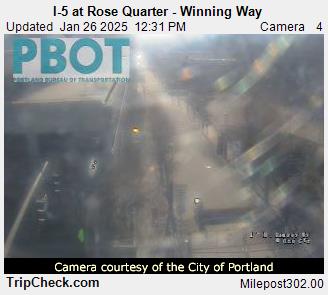 I-5 at Rose Quarter - Winning Way
Updated Jan 26 2025 12:31 PM Camera 4
PBOT
PORTLAND BUREAU OF TRANSPORTATION
Camera courtesy of the City of Portland
TripCheck.com Milepost302.00